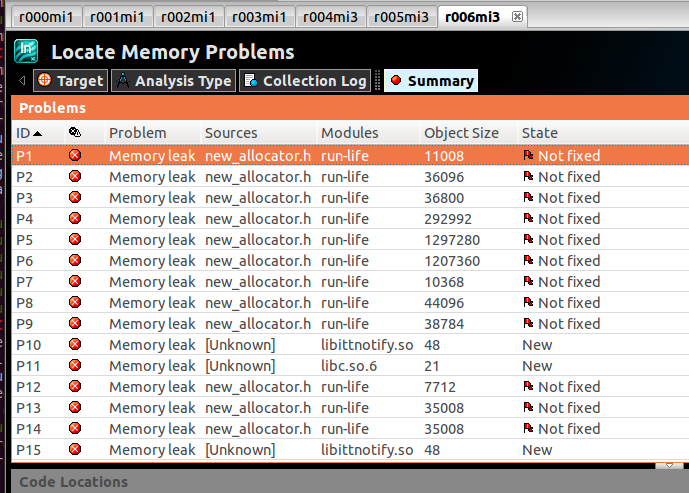 r000mi1 r001mi1 r002mi1 r003mi1 r004mi3 r005mi3 r006mi3
Locate Memory Problems
Target Analysis Type Collection Log Summary
Problems
ID Problem Sources Modules Object Size State
P1 Memory leak new_allocator.h run-life 11008 Not fixed
P2 Memory leak new_allocator.h run-life 36096 Not fixed
P3 Memory leak new_allocator.h run-life 36800 Not fixed
P4 Memory leak new_allocator.h run-life 292992 Not fixed
P5 Memory leak new_allocator.h run-life 1297280 Not fixed
P6 Memory leak new_allocator.h run-life 1207360 Not fixed
P7 Memory leak new_allocator.h run-life 10368 Not fixed
P8 Memory leak new_allocator.h run-life 44096 Not fixed
P9 Memory leak new_allocator.h run-life 38784 Not fixed
P10 Memory leak [Unknown] libittnotify.so 48 New
P11 Memory leak [Unknown] libc.so.6 21 New
P12 Memory leak new_allocator.h run-life 7712 Not fixed
P13 Memory leak new_allocator.h run-life 35008 Not fixed
P14 Memory leak new_allocator.h run-life 35008 Not fixed
P15 Memory leak [Unknown] libittnotify.so 48 New
Code Locations